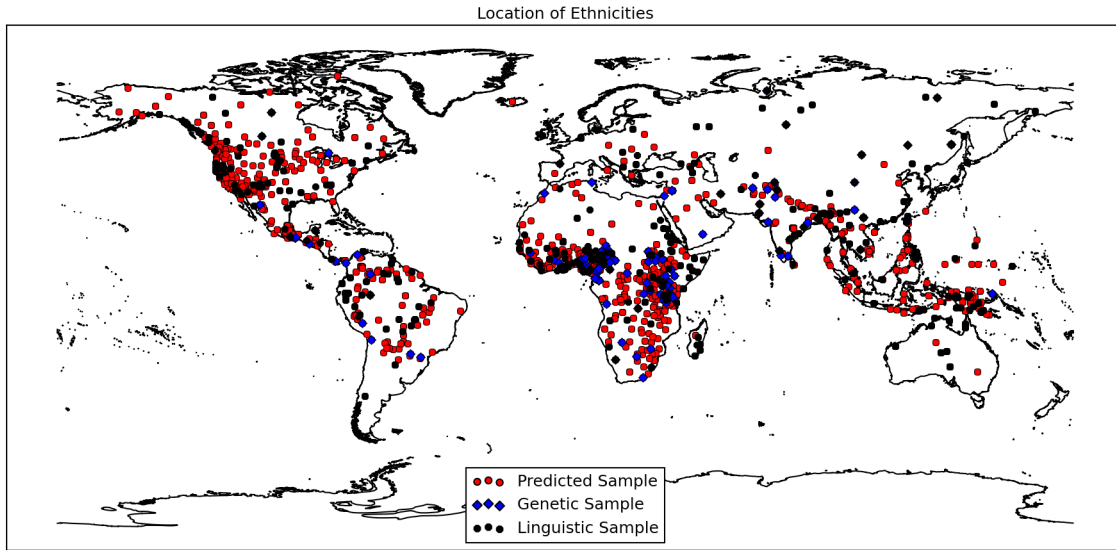 Location of Ethnicities
Predicted Sample
Genetic Sample
Linguistic Sample